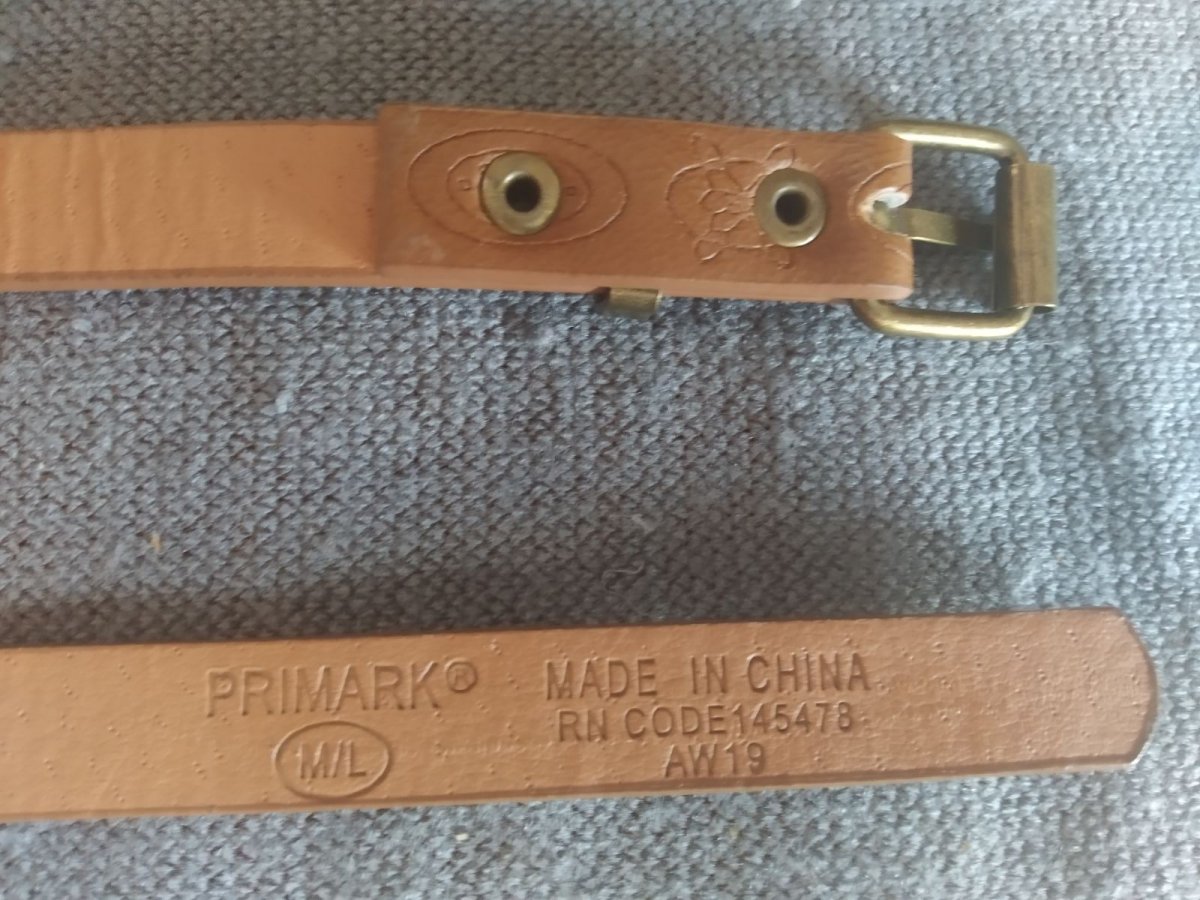 PRIMARK®
M/L
MADE IN CHINA
RN CODE145478
AW19